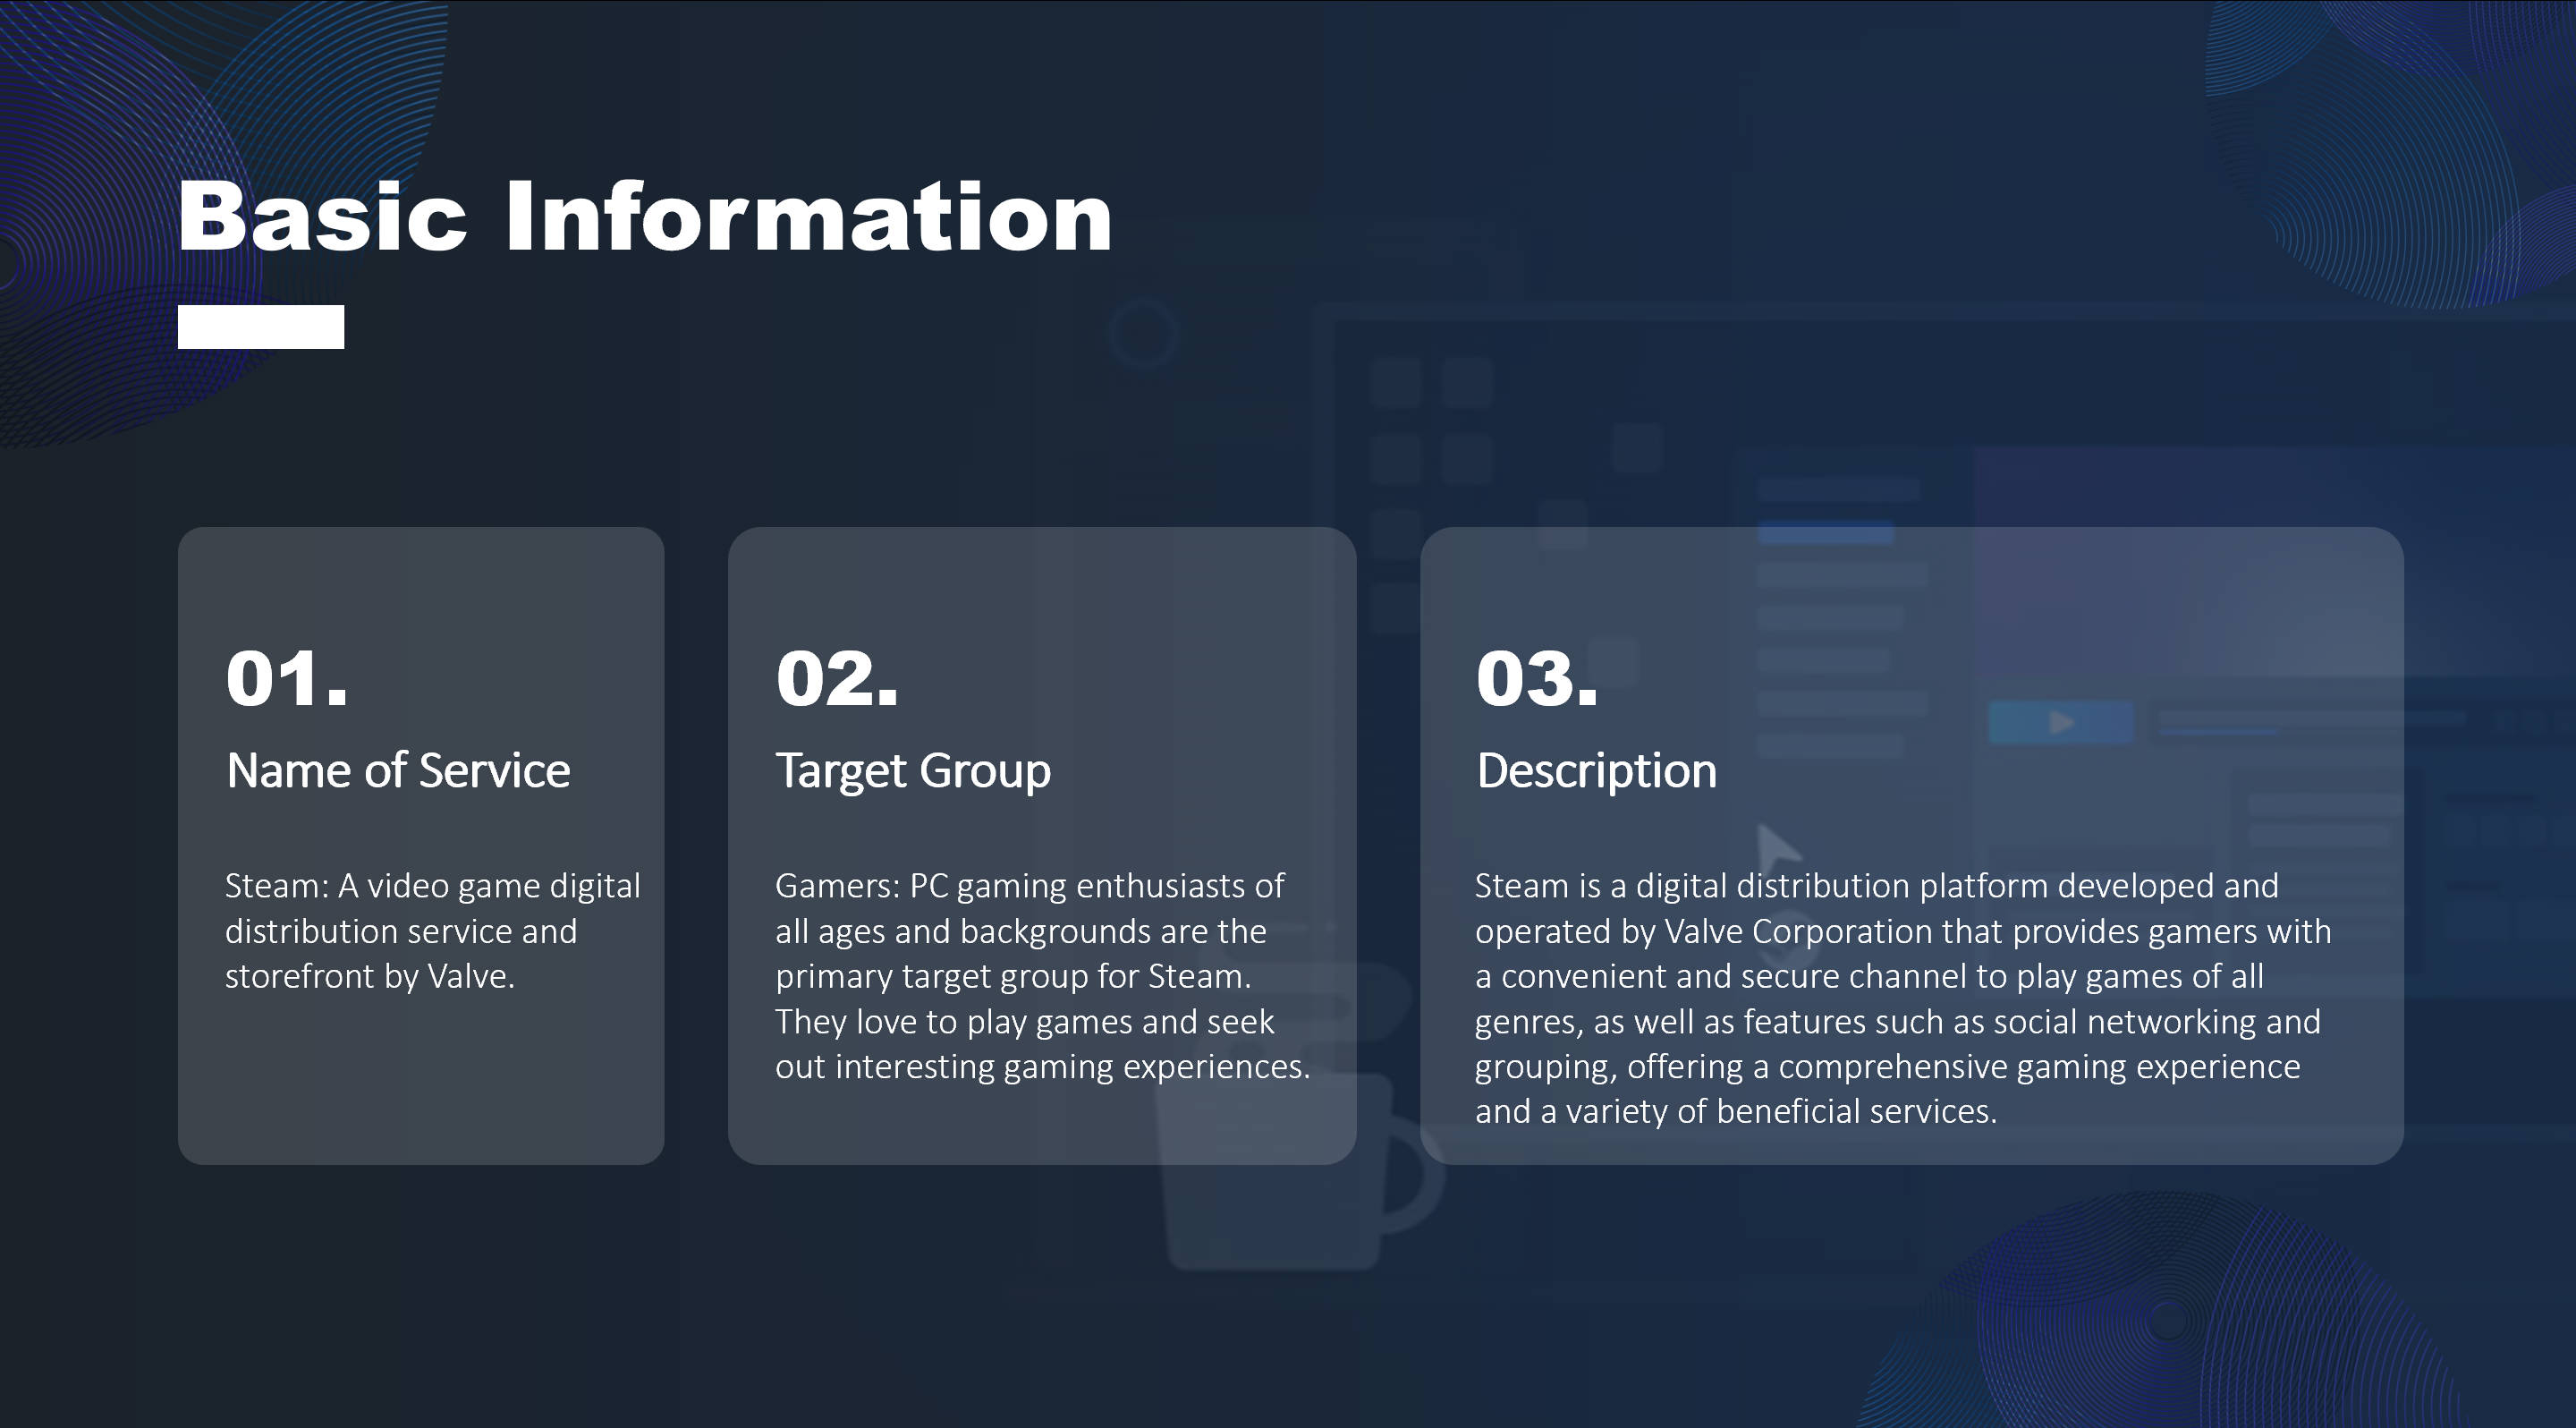 Basic Information
01.
Name of Service
Steam: A video game digital
distribution service and
storefront by Valve.
02.
Target Group
Gamers: PC gaming enthusiasts of
all ages and backgrounds are the
primary target group for Steam.
They love to play games and seek
out interesting gaming experiences.
03.
Description
Steam is a digital distribution platform developed and
operated by Valve Corporation that provides gamers with
a convenient and secure channel to play games of all
genres, as well as features such as social networking and
grouping, offering a comprehensive gaming experience
and a variety of beneficial services.